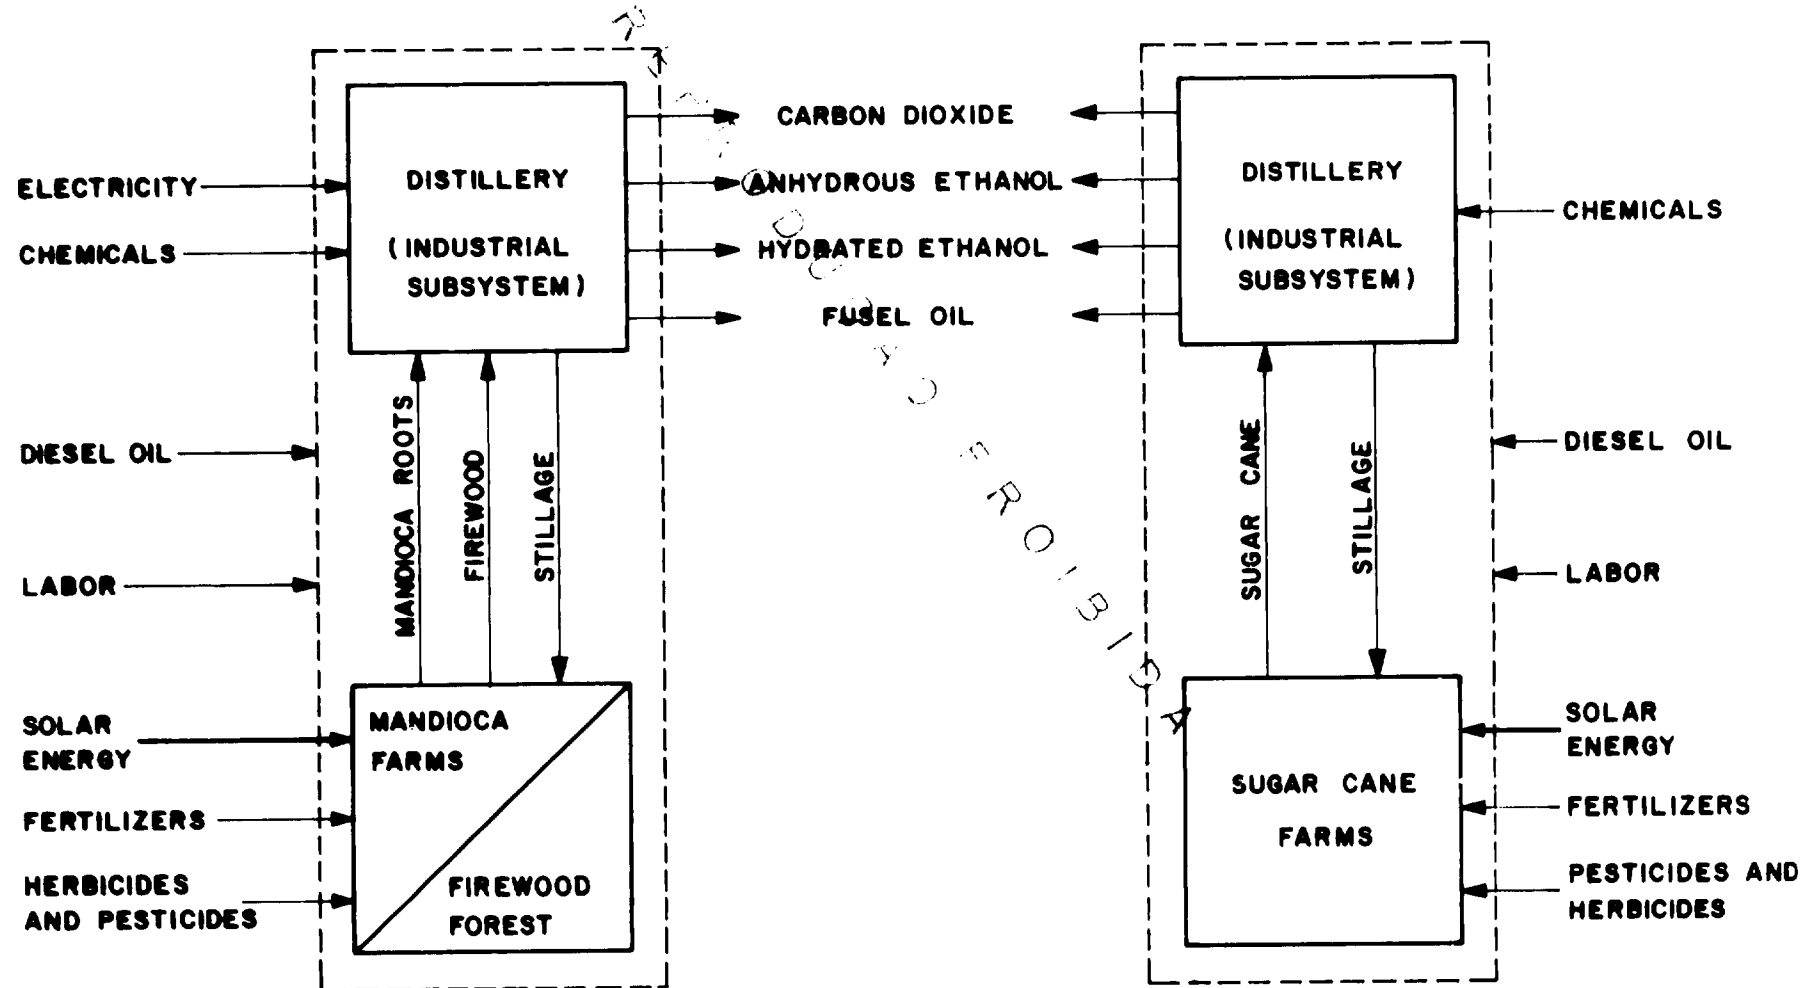 CARBON DIOXIDE
ANHYDROUS ETHANOL
HYDRATED ETHANOL
FUSEL OIL
ELECTRICITY
CHEMICALS
DIESEL OIL
LABOR
SOLAR
ENERGY
FERTILIZERS
HERBICIDES
AND PESTICIDES
DISTILLERY
(INDUSTRIAL
SUBSYSTEM)
MANDIOCA ROOTS
FIREWOOD
STILLAGE
MANDIOCA
FARMS
FIREWOOD
FOREST
DISTILLERY
(INDUSTRIAL
SUBSYSTEM)
SUGAR CANE
STILLAGE
SUGAR CANE
FARMS
CHEMICALS
DIESEL OIL
LABOR
SOLAR
ENERGY
FERTILIZERS
PESTICIDES AND
HERBICIDES